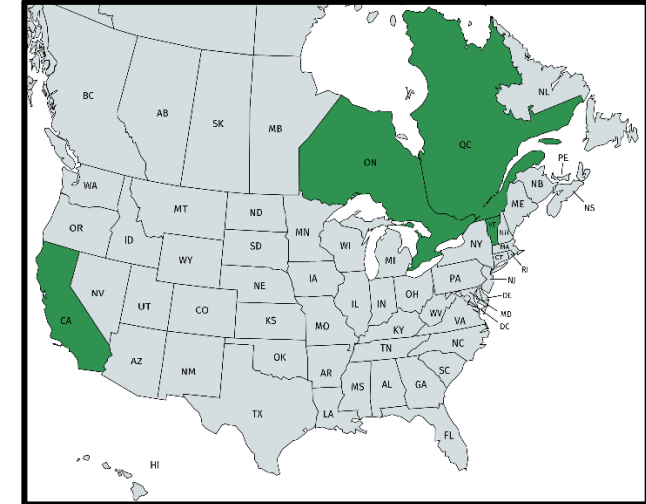 NL
BC
AB
SK
MB
QC
ON
PE
NB
WA
ME
NS
MT
ND
OR
MN
VT
NH
ID
SD
WI
NY
MA
WY
MI
CT
RI
IA
NE
PA
NJ
NV
OH
UT
IL
IN
DE
CO
WV
MD
CA
KS
MO
VA
DC
KY
NC
TN
OK
AZ
NM
AR
SC
MS
AL
GA
TX
LA
FL
HI